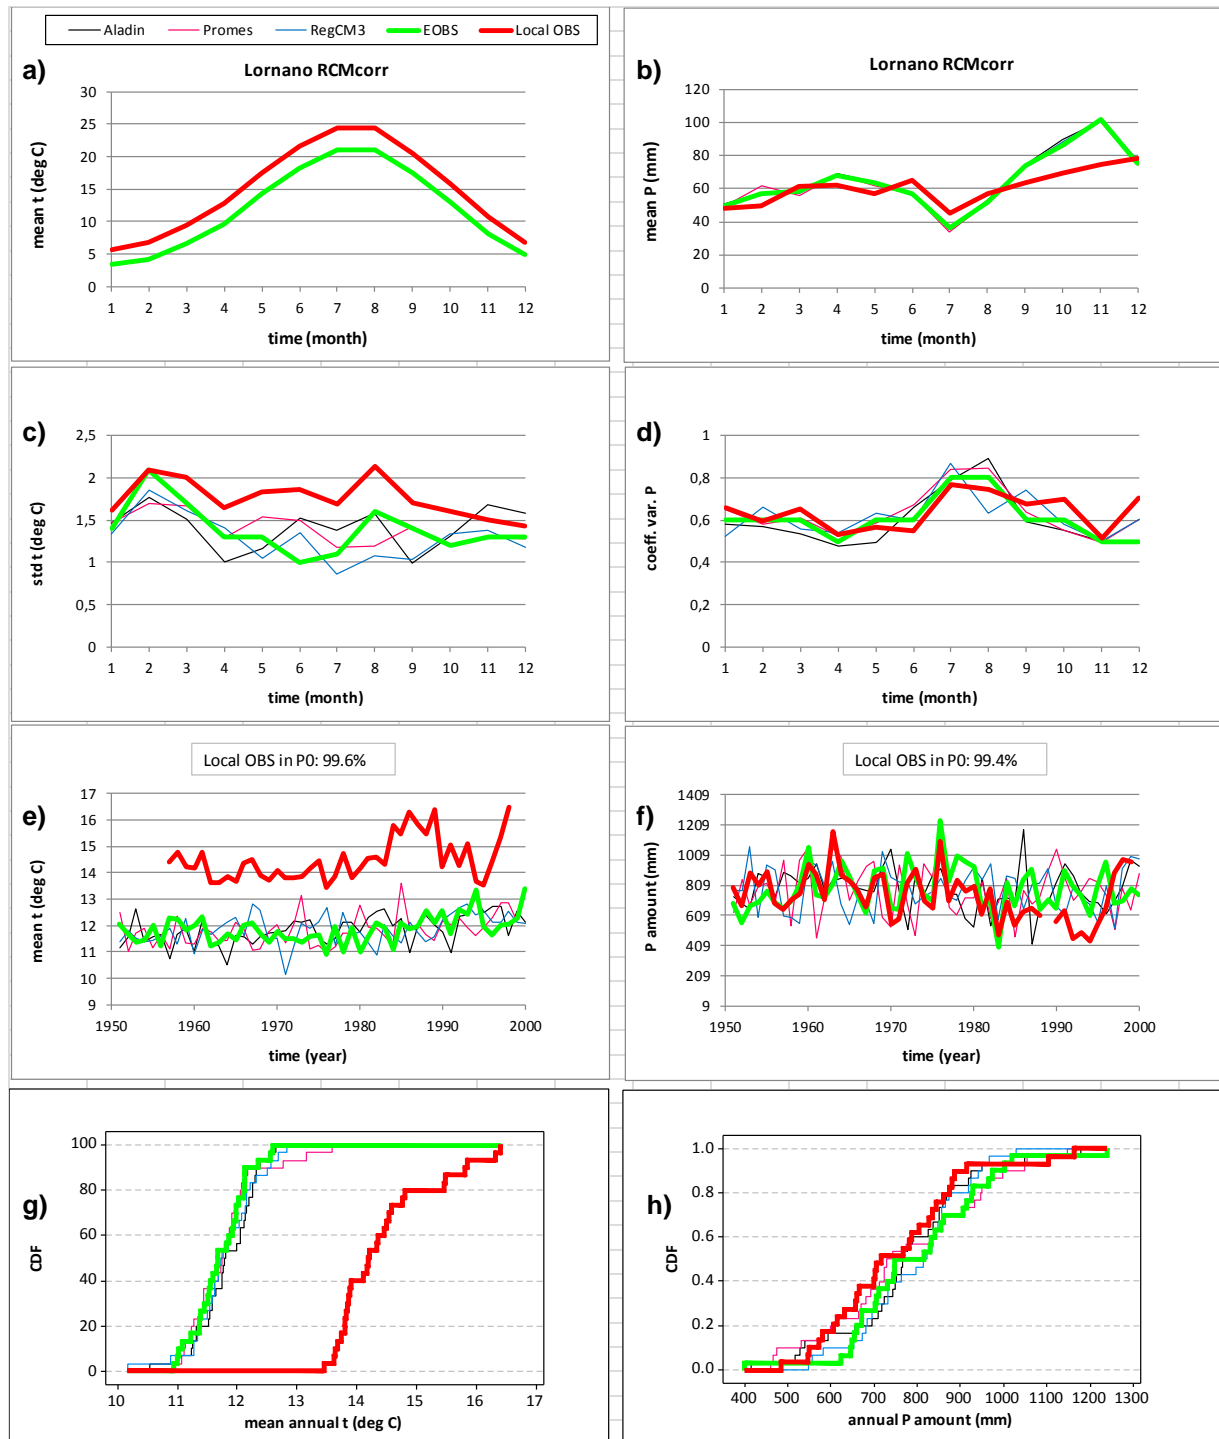 Aladin Promes RegCM3 EOBS Local OBS
a)
Lornano RCMcorr
mean t (deg C)
30
25
20
15
10
5
0
1 2 3 4 5 6 7 8 9 10 11 12
time (month)
b)
Lornano RCMcorr
mean P (mm)
120
100
80
60
40
20
0
1 2 3 4 5 6 7 8 9 10 11 12
time (month)
c)
std t (deg C)
2,5
2
1,5
1
0,5
0
1 2 3 4 5 6 7 8 9 10 11 12
time (month)
d)
coeff. var. P
1
0,8
0,6
0,4
0,2
0
1 2 3 4 5 6 7 8 9 10 11 12
time (month)
Local OBS in P0: 99.6%
e)
mean t (deg C)
17
16
15
14
13
12
11
10
9
1950 1960 1970 1980 1990 2000
time (year)
Local OBS in P0: 99.4%
f)
P amount (mm)
1409
1209
1009
809
609
409
209
9
1950 1960 1970 1980 1990 2000
time (year)
g)
CDF
100
80
60
40
20
0
10 11 12 13 14 15 16 17
mean annual t (deg C)
h)
CDF
1.0
0.8
0.6
0.4
0.2
0.0
400 500 600 700 800 900 1000 1100 1200 1300
annual P amount (mm)